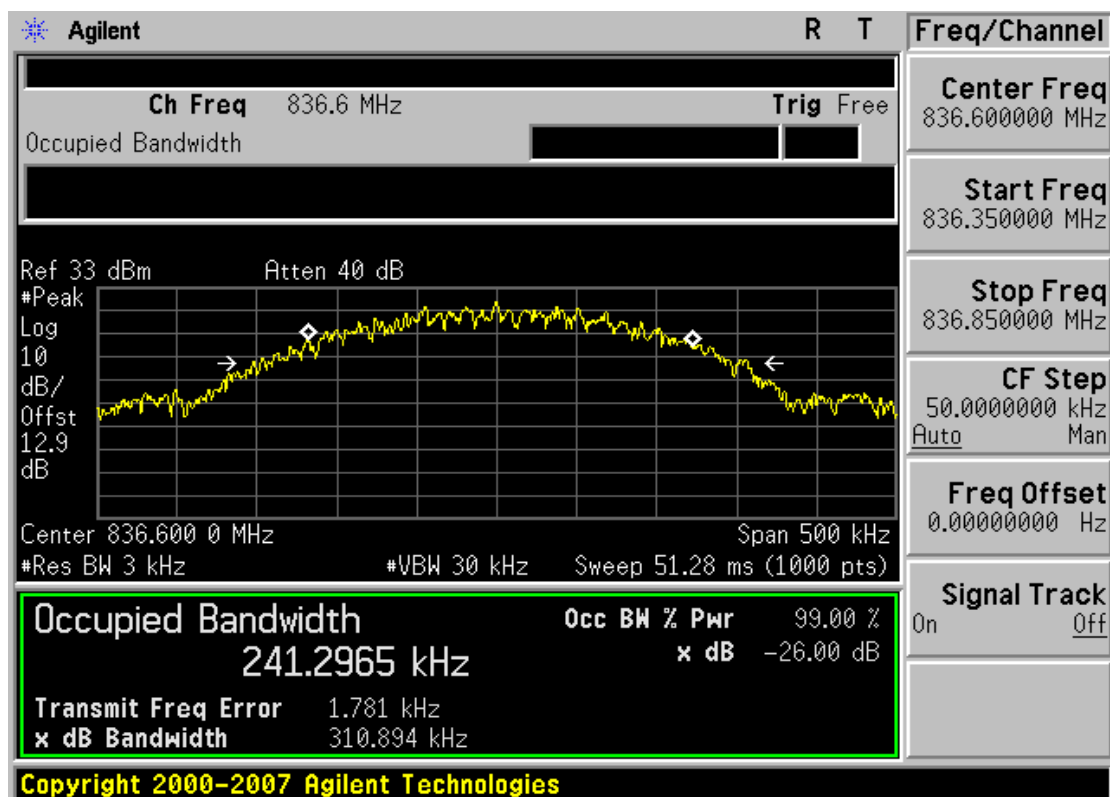 Agilent R T
Ch Freq 836.6 MHz Trig Free
Occupied Bandwidth
Ref 33 dBm Atten 40 dB
#Peak
Log
10
dB/
Offst
12.9
dB
Center 836.600 0 MHz Span 500 kHz
#Res BW 3 kHz #VBW 30 kHz Sweep 51.28 ms (1000 pts)
Occupied Bandwidth
241.2965 kHz
Occ BW % Pwr 99.00 %
x dB -26.00 dB
Transmit Freq Error 1.781 kHz
x dB Bandwidth 310.894 kHz
Copyright 2000-2007 Agilent Technologies
Freq/Channel
Center Freq
836.600000 MHz
Start Freq
836.350000 MHz
Stop Freq
836.850000 MHz
CF Step
50.0000000 kHz
Auto Man
Freq Offset
0.00000000 Hz
Signal Track
On Off